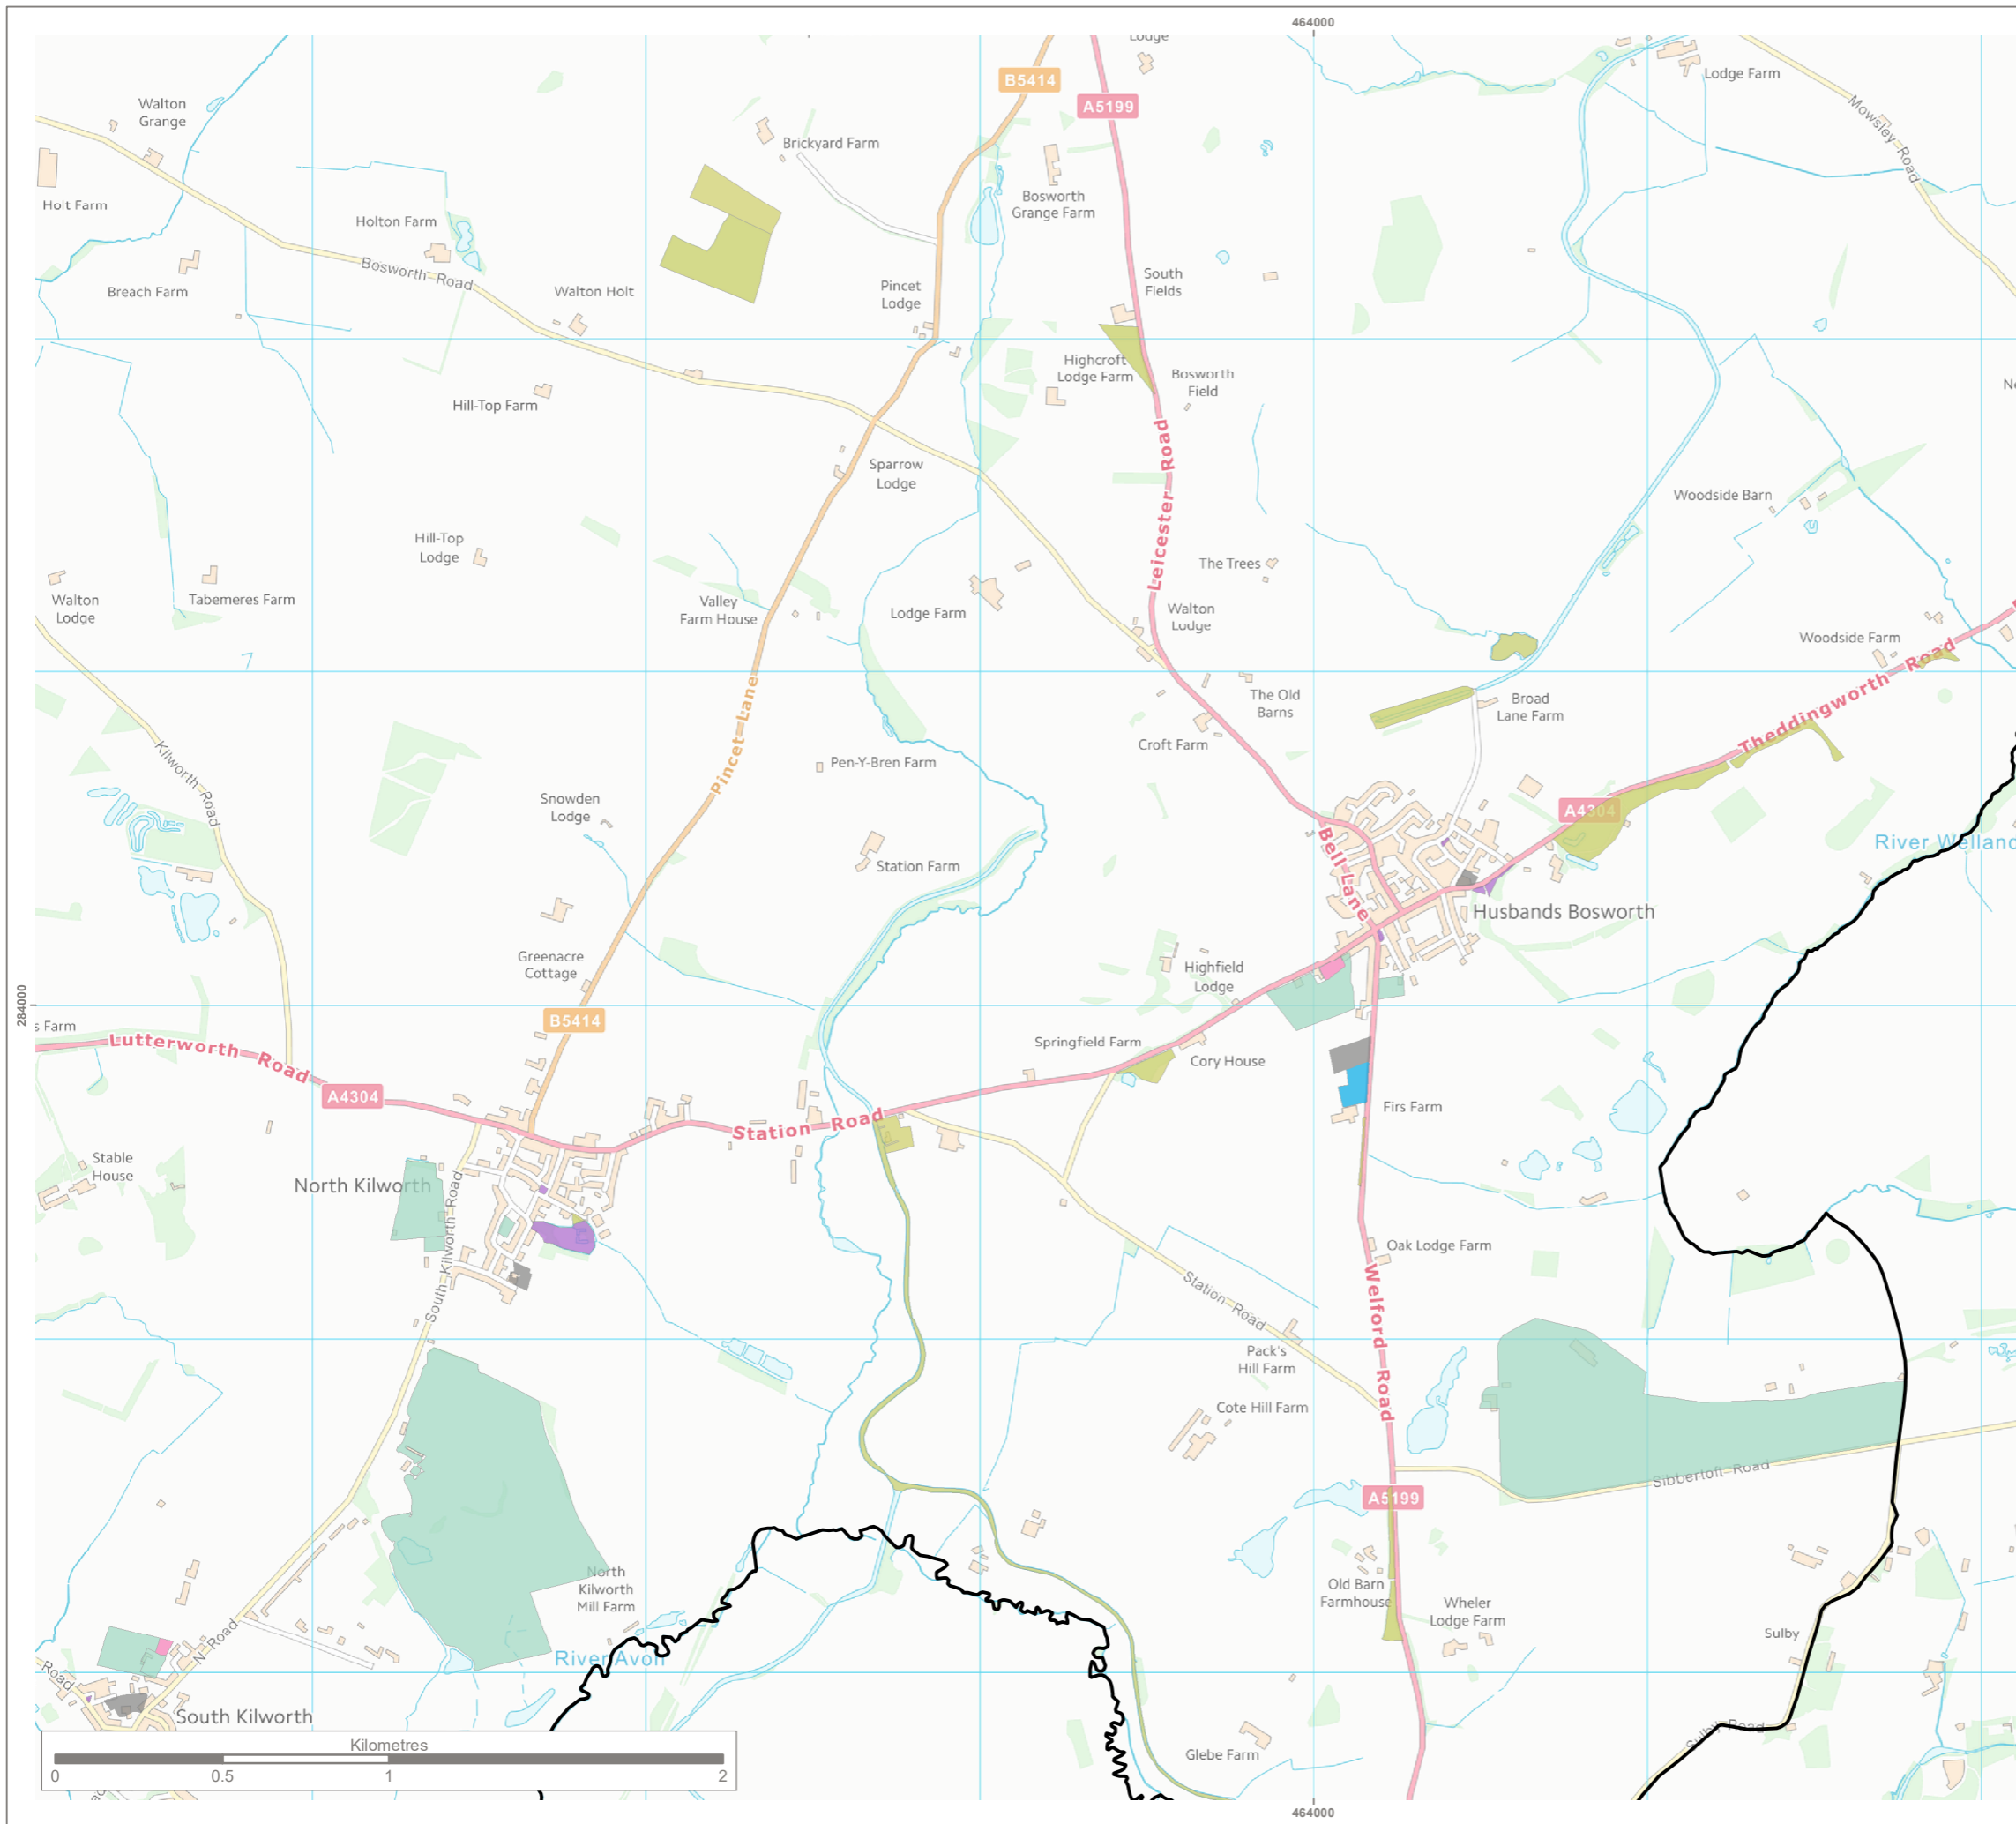 464000
Lodge
B5414
A5199
Lodge Farm
Mowsley Road
Walton
Grange
Brickyard Farm
Holt Farm
Holton Farm
Bosworth
Grange Farm
Bosworth Road
Breach Farm
Walton Holt
Pincet
Lodge
South
Fields
Highcroft
Lodge Farm
Bosworth
Field
Hill-Top Farm
Leicester Road
Sparrow
Lodge
Woodside Barn
Hill-Top
Lodge
The Trees
Walton
Lodge
Tabemeres Farm
Valley
Farm House
Lodge Farm
Walton
Lodge
Woodside Farm
Theddingworth Road
Pincet Lane
The Old
Barns
Broad
Lane Farm
Croft Farm
Kilworth Road
Pen-Y-Bren Farm
Snowden
Lodge
A4304
Bell Lane
River Welland
Station Farm
Husbands Bosworth
Greenacre
Cottage
Highfield
Lodge
284000
s Farm
B5414
Lutterworth Road
Springfield Farm
Cory House
A4304
Firs Farm
Station Road
Stable
House
North Kilworth
South Kilworth Road
Oak Lodge Farm
Station Road
Welford Road
Pack's
Hill Farm
Cote Hill Farm
Sibbertoft Road
A5199
North
Kilworth
Mill Farm
Old Barn
Farmhouse
Wheler
Lodge Farm
N Road
Sulby
River Avon
Road
South Kilworth
Sulby Road
Kilometres
0 0.5 1 2
Glebe Farm
464000